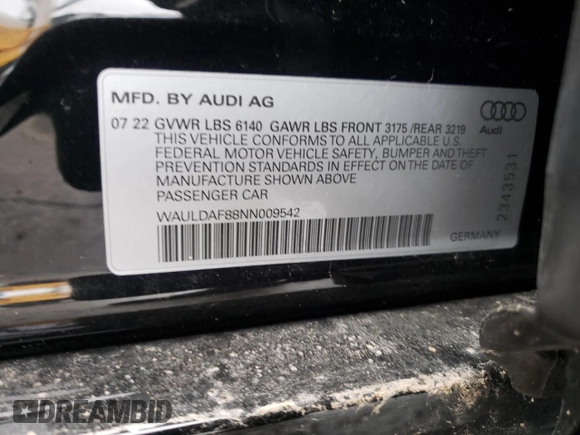 MFD. BY AUDI AG
07 22 GVWR LBS 6140 GAWR LBS FRONT 3175 /REAR 3219
THIS VEHICLE CONFORMS TO ALL APPLICABLE U.S.
FEDERAL MOTOR VEHICLE SAFETY, BUMPER AND THEFT
PREVENTION STANDARDS IN EFFECT ON THE DATE OF
MANUFACTURE SHOWN ABOVE
PASSENGER CAR
WAULDAF88NN009542
Audi
2343531
GERMANY
DREAMBID